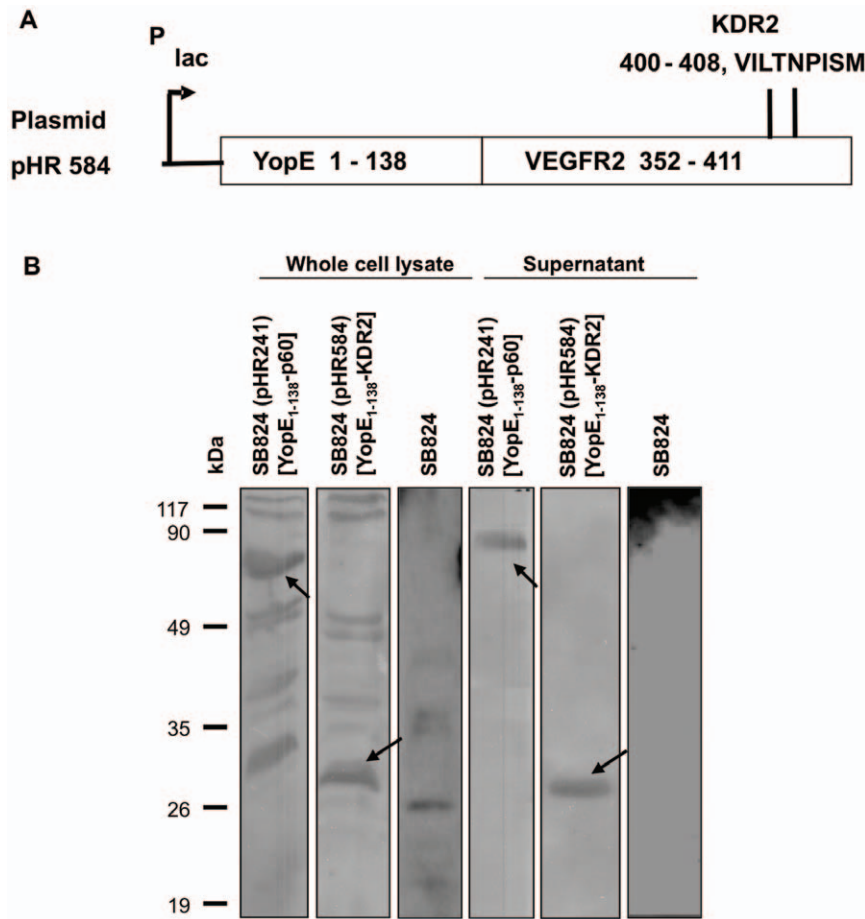 A
P
lac
KDR2
400 - 408, VILTNPISM
Plasmid
pHR 584
YopE 1 - 138
VEGFR2 352 - 411
B
Whole cell lysate
Supernatant
kDa
SB824 (pHR241)
[YopE1-138-p60]
SB824 (pHR584)
[YopE1-138-KDR2]
SB824
SB824 (pHR241)
[YopE1-138-p60]
SB824 (pHR584)
[YopE1-138-KDR2]
SB824
117
90
49
35
26
19